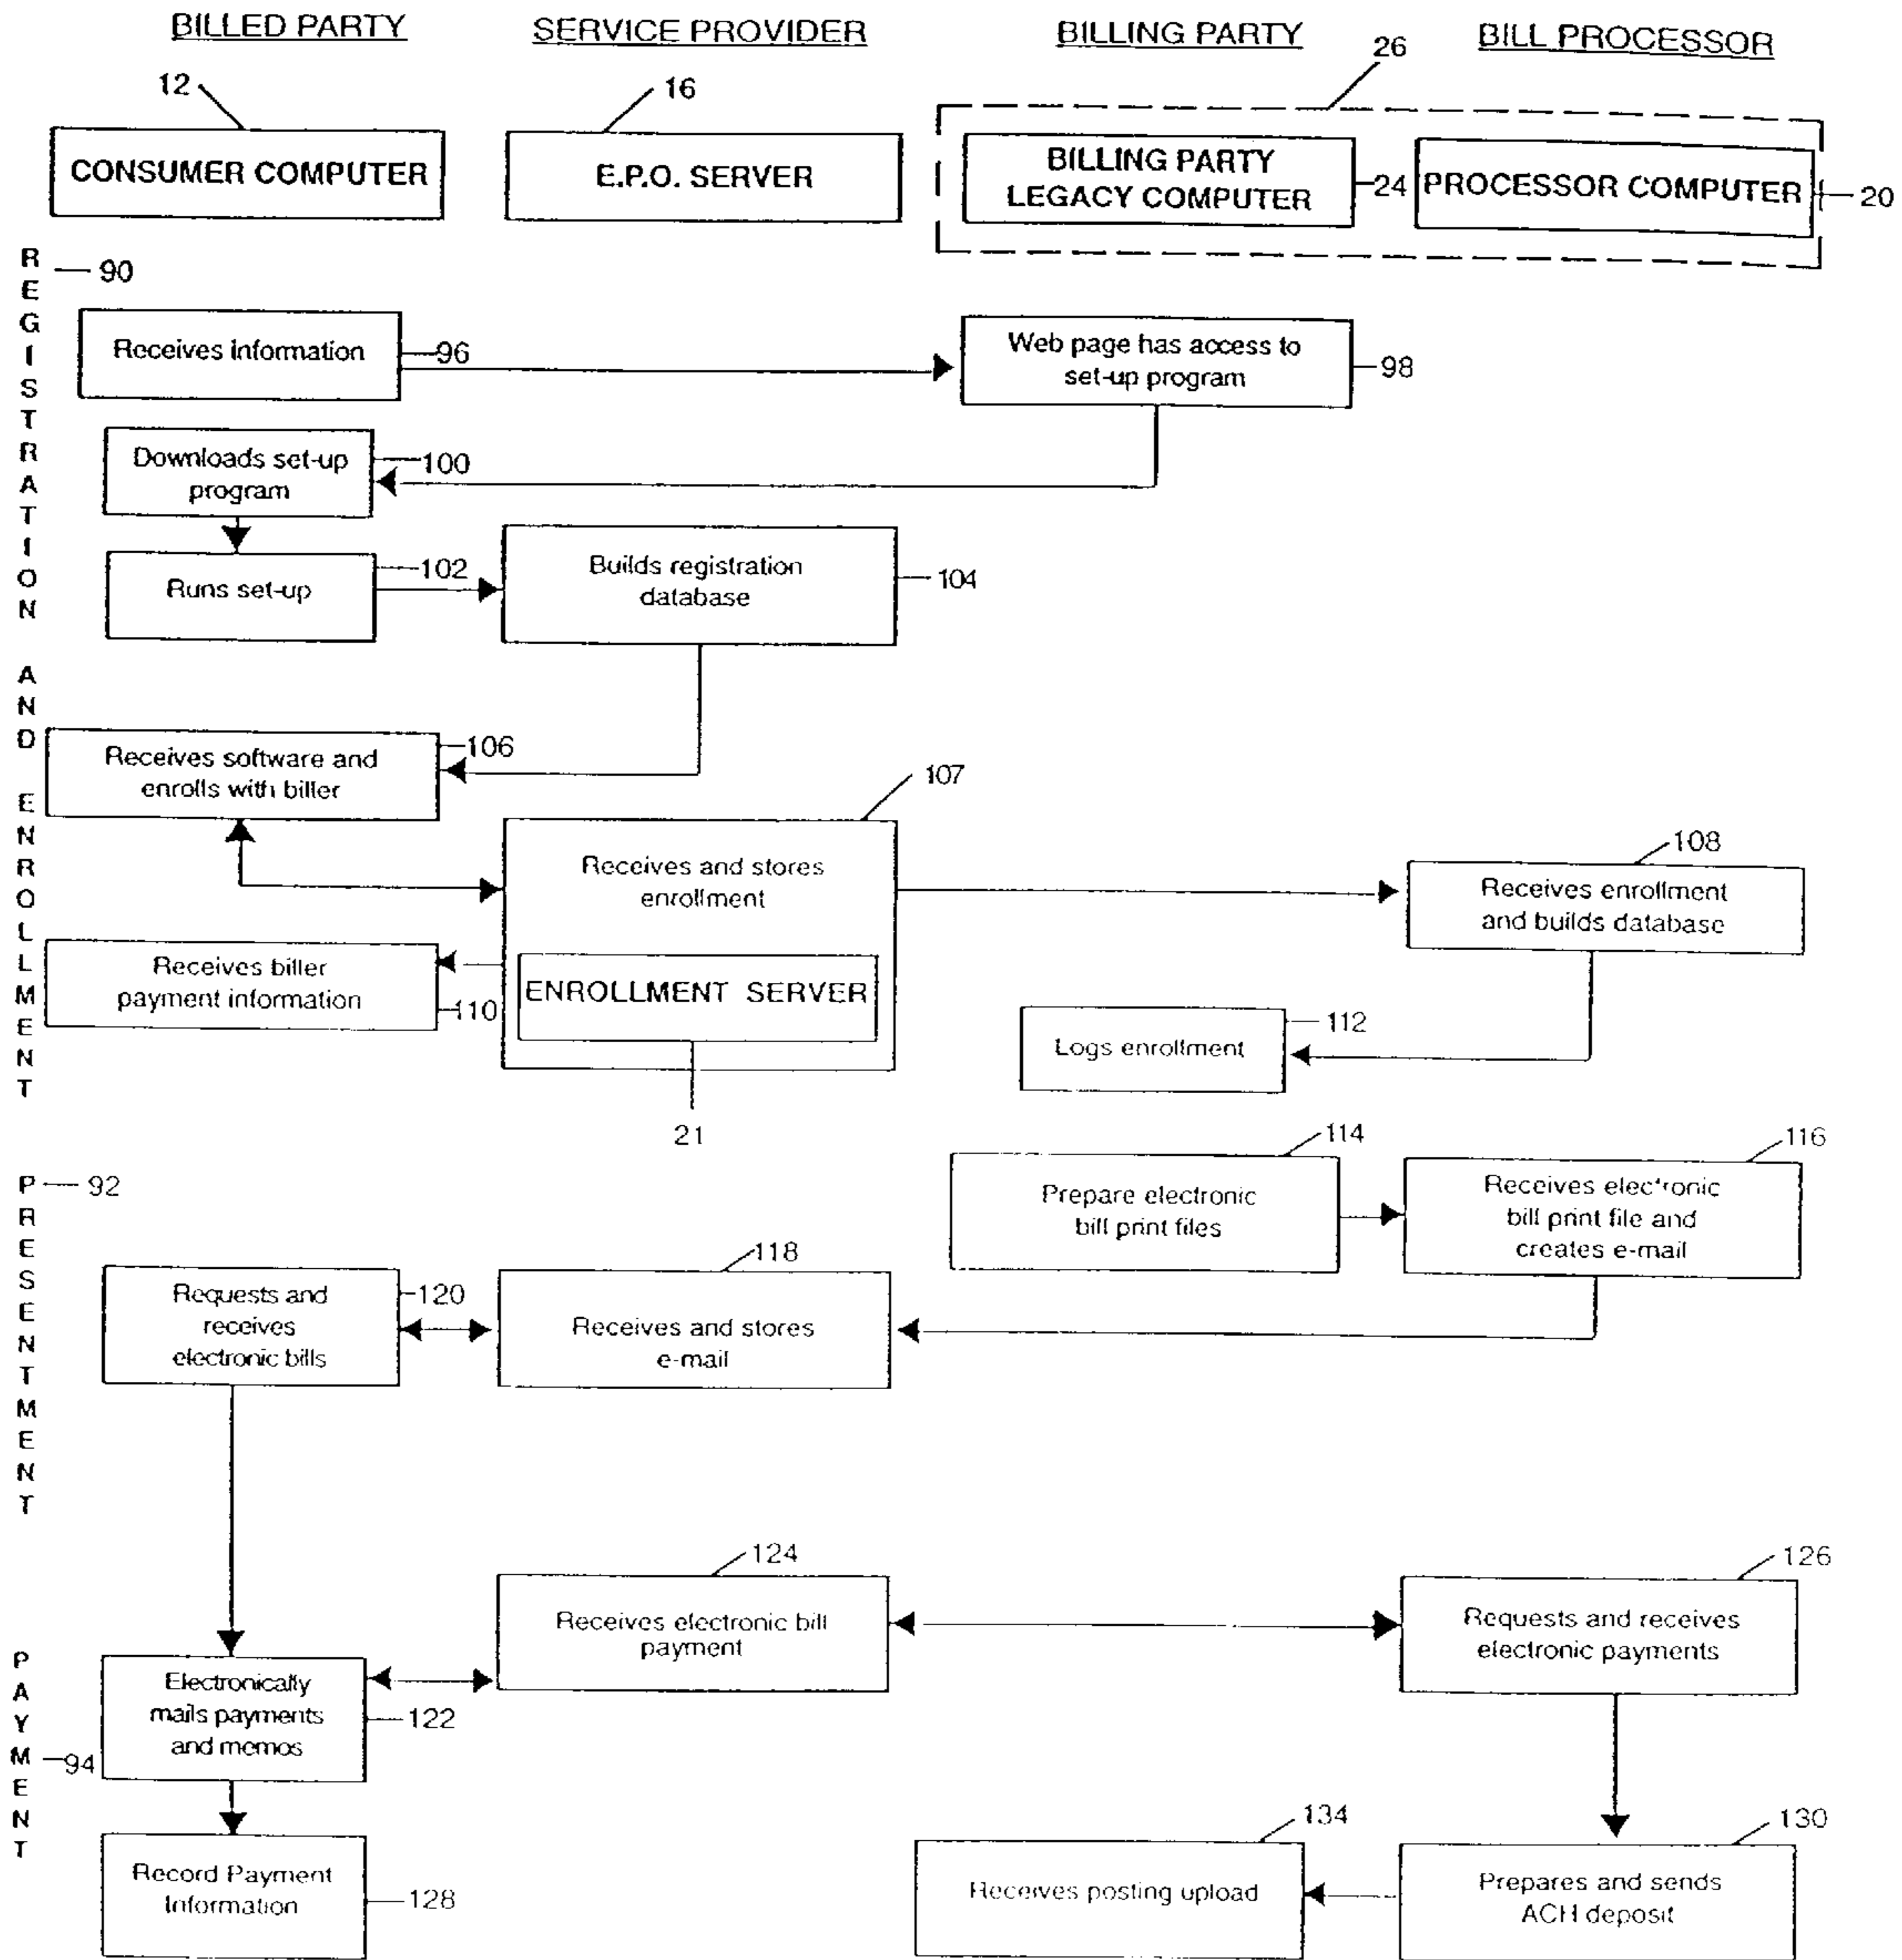 BILLED PARTY
SERVICE PROVIDER
BILLING PARTY
BILL PROCESSOR
26
12
16
CONSUMER COMPUTER
E.P.O. SERVER
BILLING PARTY
LEGACY COMPUTER
24
PROCESSOR COMPUTER
20
REGISTRATION AND ENROLLMENT
90
Receives information
96
Web page has access to
set-up program
98
Downloads set-up
program
100
Runs set-up
102
Builds registration
database
104
Receives software and
enrolls with biller
106
107
Receives and stores
enrollment
108
Receives enrollment
and builds database
Receives biller
payment information
110
ENROLLMENT SERVER
21
Logs enrollment
112
PRESENTMENT
92
114
Prepare electronic
bill print files
116
Receives electronic
bill print file and
creates e-mail
118
Receives and stores
e-mail
Requests and
receives
electronic bills
120
124
Receives electronic bill
payment
126
Requests and receives
electronic payments
PAYMENT
94
Electronically
mails payments
and memos
122
Record Payment
Information
128
134
Receives posting upload
130
Prepares and sends
ACH deposit